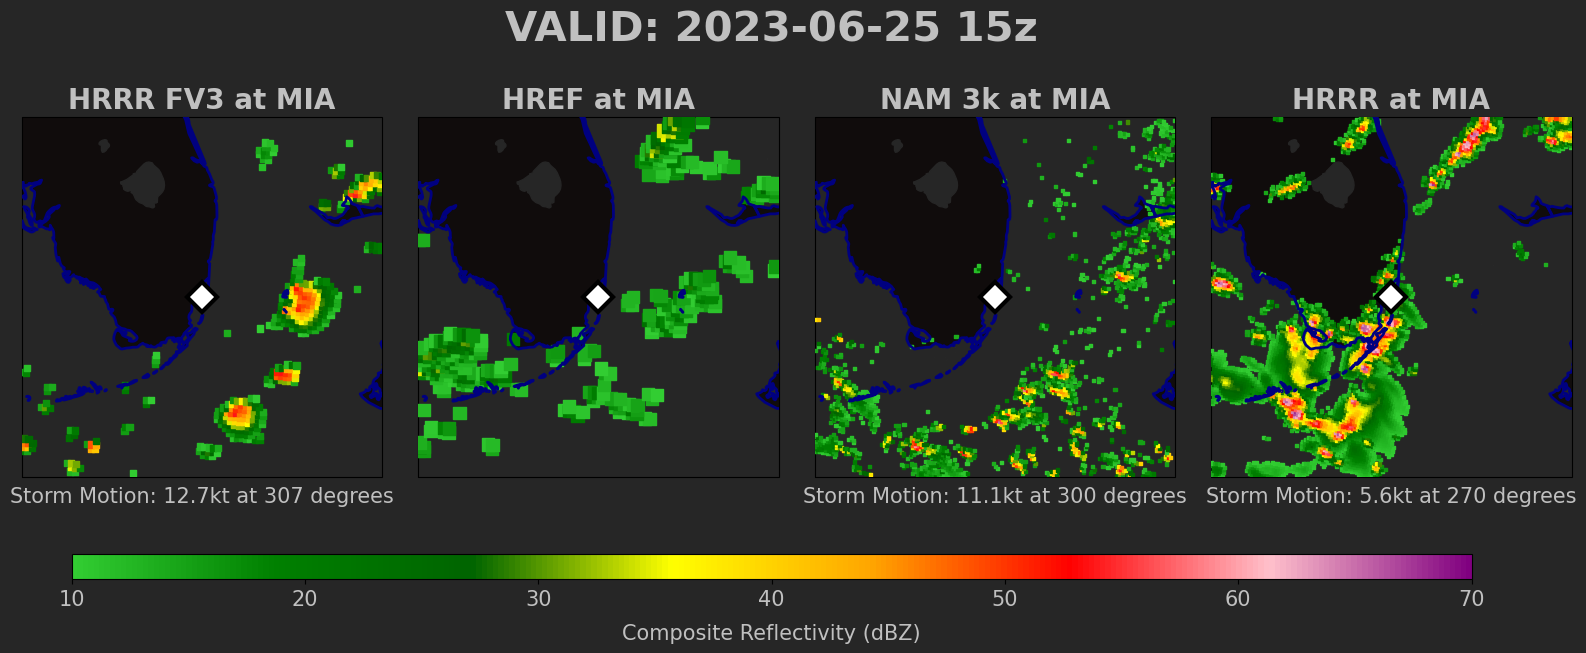 VALID: 2023-06-25 15z
HRRR FV3 at MIA
HREF at MIA
NAM 3k at MIA
HRRR at MIA
Storm Motion: 12.7kt at 307 degrees
Storm Motion: 11.1kt at 300 degrees
Storm Motion: 5.6kt at 270 degrees
10 20 30 40 50 60 70
Composite Reflectivity (dBZ)